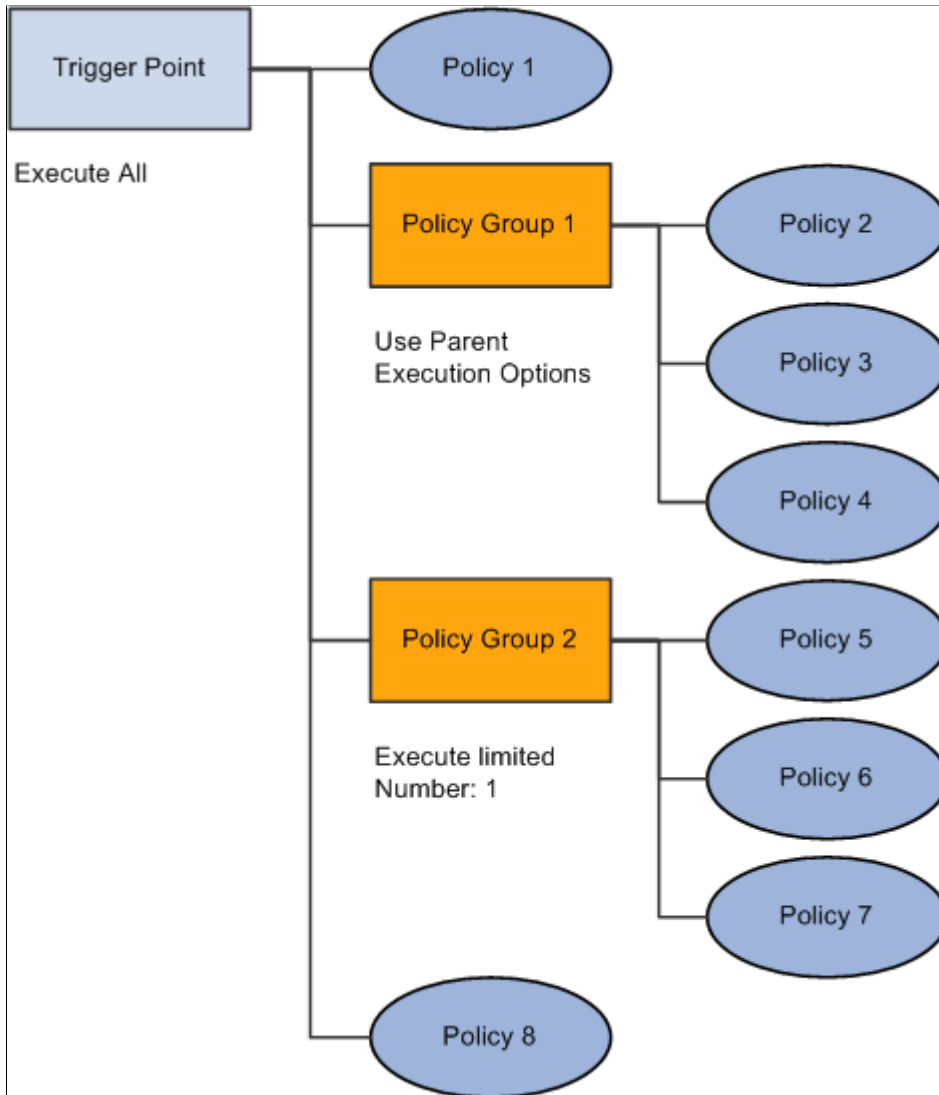 Trigger Point
Policy 1
Execute All
Policy Group 1
Policy 2
Use Parent
Execution Options
Policy 3
Policy 4
Policy Group 2
Policy 5
Execute limited
Number: 1
Policy 6
Policy 7
Policy 8